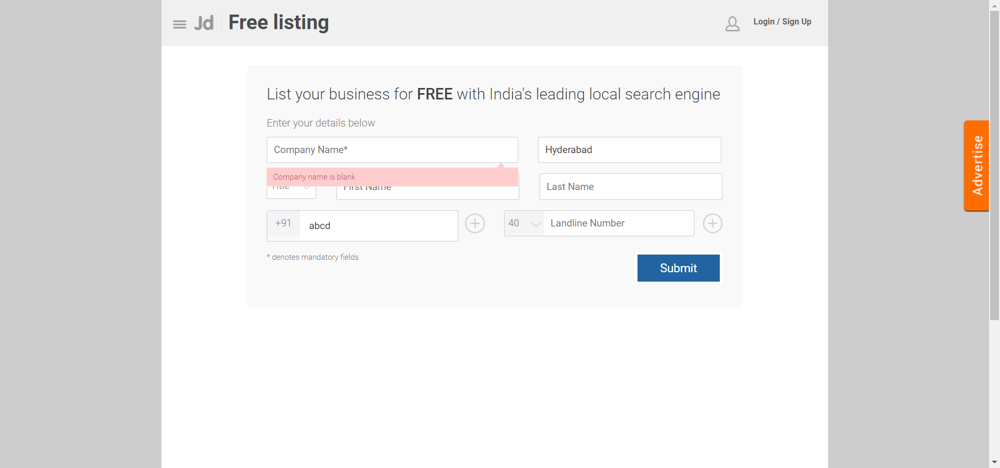 Jd Free listing
Login / Sign Up
List your business for FREE with India's leading local search engine
Enter your details below
Company Name* Hyderabad
Company name is blank
Title First Name Last Name
+91 abcd 40 Landline Number
* denotes mandatory fields
Submit
Advertise